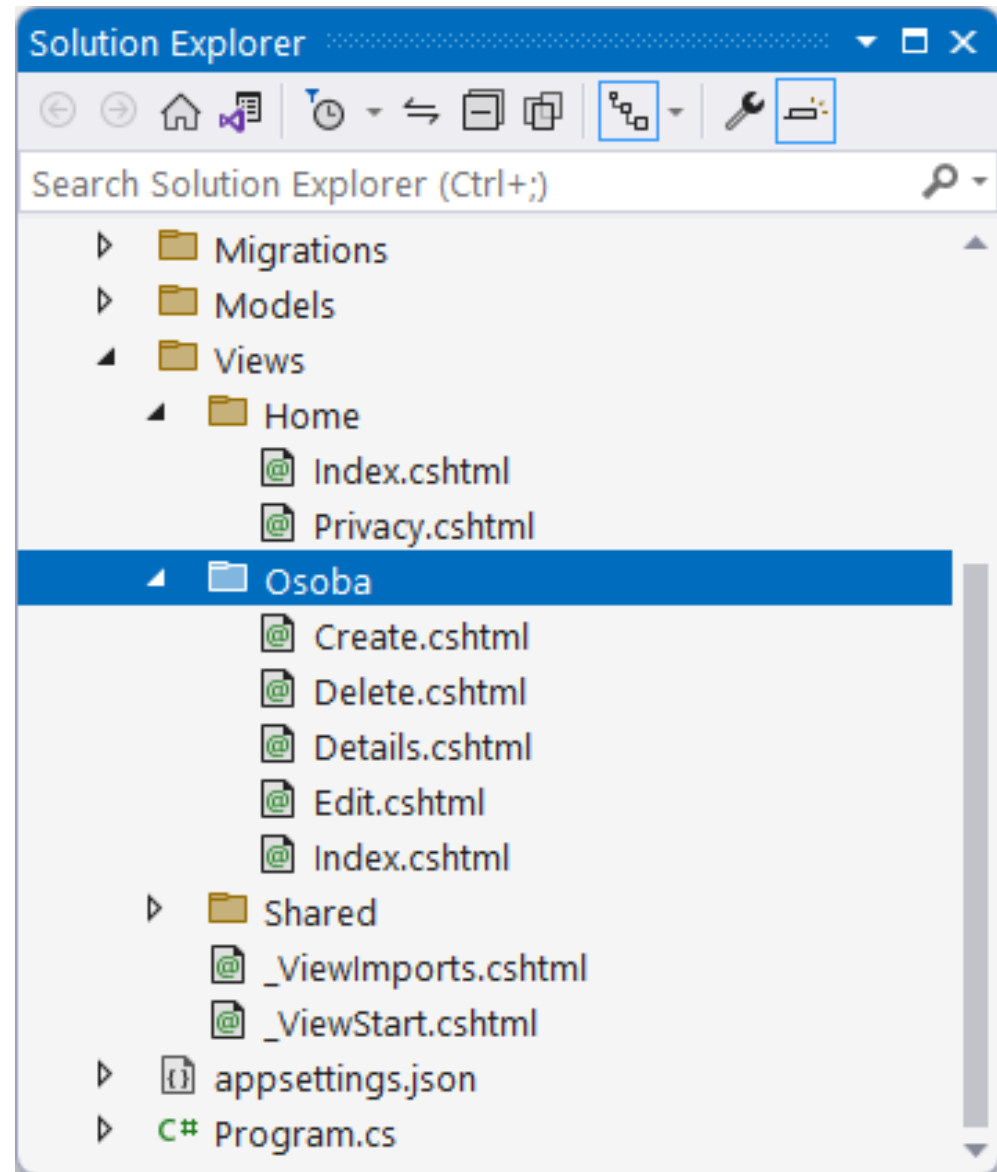 Solution Explorer
Search Solution Explorer (Ctrl+;)
Migrations
Models
Views
Home
Index.cshtml
Privacy.cshtml
Osoba
Create.cshtml
Delete.cshtml
Details.cshtml
Edit.cshtml
Index.cshtml
Shared
_ViewImports.cshtml
_ViewStart.cshtml
appsettings.json
C# Program.cs